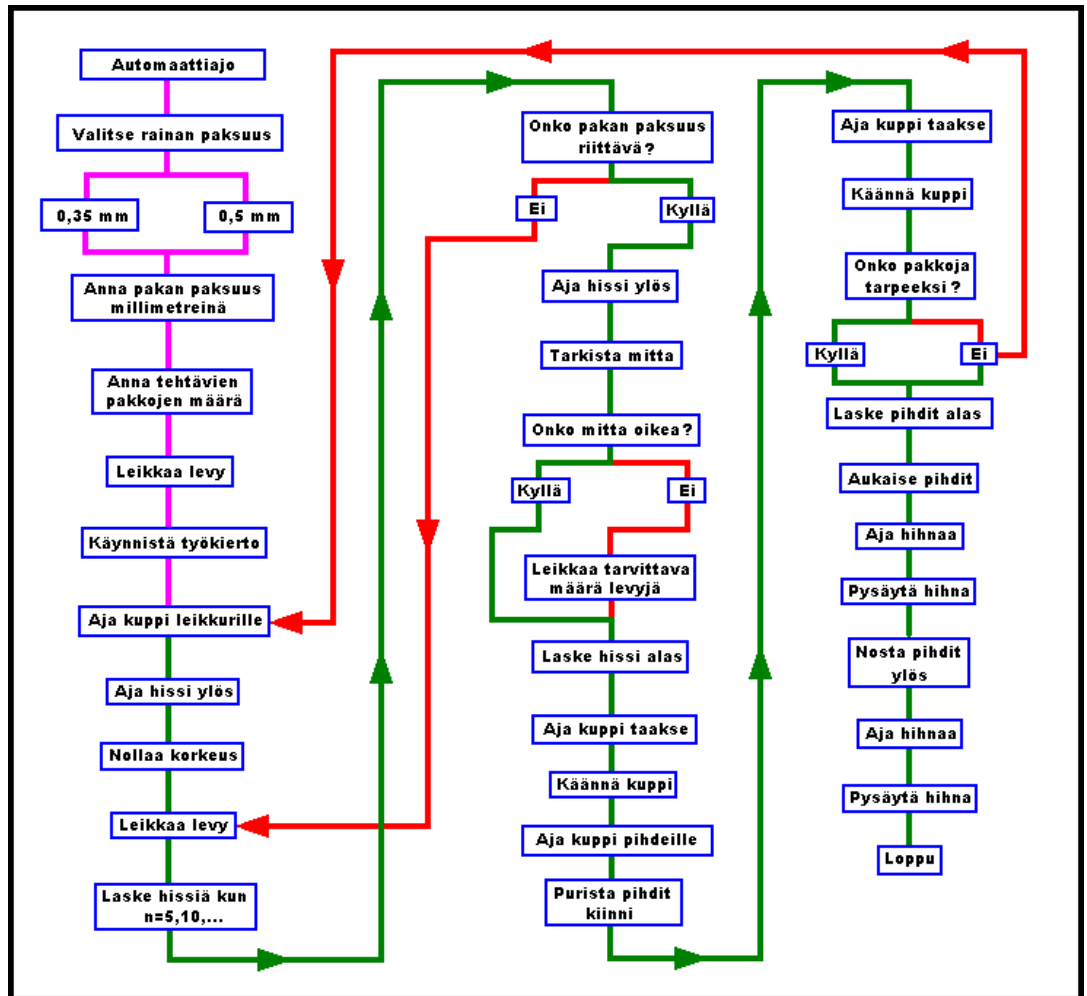 Automaattiajo
Valitse rainan paksuus
0,35 mm
0,5 mm
Anna pakan paksuus
millimetreinä
Anna tehtävien
pakkojen määrä
Leikkaa levy
Käynnistä työkierto
Aja kuppi leikkurille
Aja hissi ylös
Nollaa korkeus
Leikkaa levy
Laske hissiä kun
n=5,10,...
Onko pakan paksuus
riittävä?
Ei
Kyllä
Aja hissi ylös
Tarkista mitta
Onko mitta oikea?
Kyllä
Ei
Leikkaa tarvittava
määrä levyjä
Laske hissi alas
Aja kuppi taakse
Käännä kuppi
Aja kuppi pihdeille
Purista pihdit
kiinni
Aja kuppi taakse
Käännä kuppi
Onko pakkoja
tarpeeksi?
Kyllä
Ei
Laske pihdit alas
Aukaise pihdit
Aja hihnaa
Pysäytä hihna
Nosta pihdit
ylös
Aja hihnaa
Pysäytä hihna
Loppu